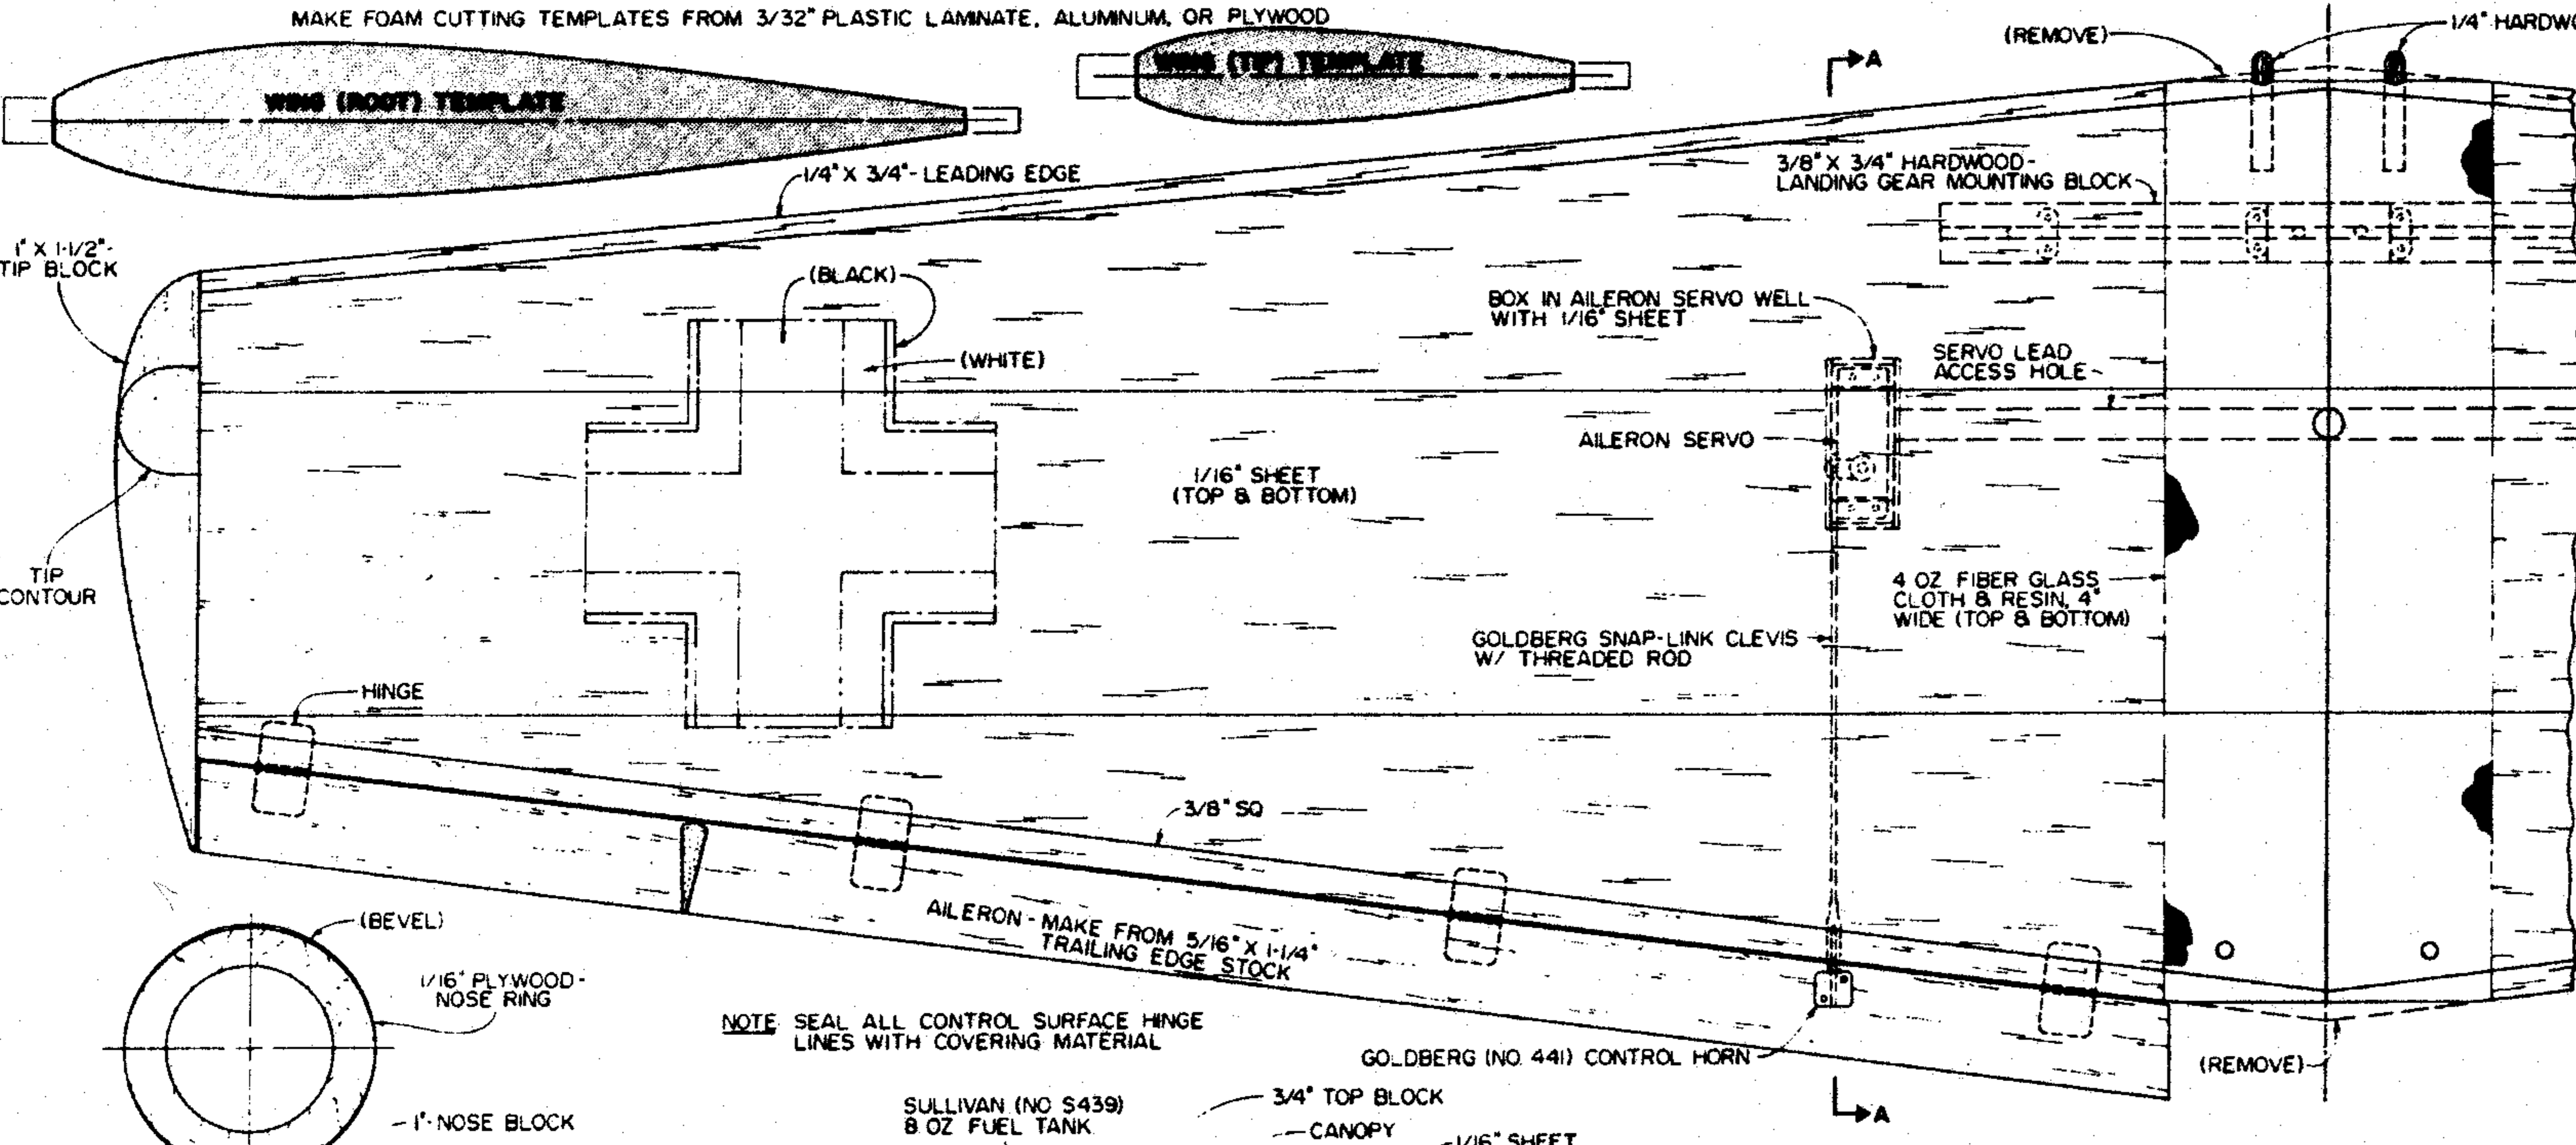 MAKE FOAM CUTTING TEMPLATES FROM 3/32" PLASTIC LAMINATE, ALUMINUM, OR PLYWOOD
WING (ROOT) TEMPLATE
WING (TIP) TEMPLATE
A
(REMOVE)
1/4" HARDWO
1/4" X 3/4" - LEADING EDGE
3/8" X 3/4" HARDWOOD -
LANDING GEAR MOUNTING BLOCK
1" X 1-1/2" -
TIP BLOCK
(BLACK)
(WHITE)
BOX IN AILERON SERVO WELL
WITH 1/16" SHEET
SERVO LEAD
ACCESS HOLE
AILERON SERVO
1/16" SHEET
(TOP & BOTTOM)
TIP
CONTOUR
4 OZ FIBER GLASS
CLOTH & RESIN, 4"
WIDE (TOP & BOTTOM)
GOLDBERG SNAP-LINK CLEVIS
W/ THREADED ROD
HINGE
3/8" SQ
AILERON - MAKE FROM 5/16" X 1-1/4"
TRAILING EDGE STOCK
(BEVEL)
1/16" PLYWOOD -
NOSE RING
NOTE: SEAL ALL CONTROL SURFACE HINGE
LINES WITH COVERING MATERIAL
GOLDBERG (NO. 441) CONTROL HORN
(REMOVE)
A
1" - NOSE BLOCK
SULLIVAN (NO S439)
8 OZ FUEL TANK
3/4" TOP BLOCK
CANOPY
1/16" SHEET